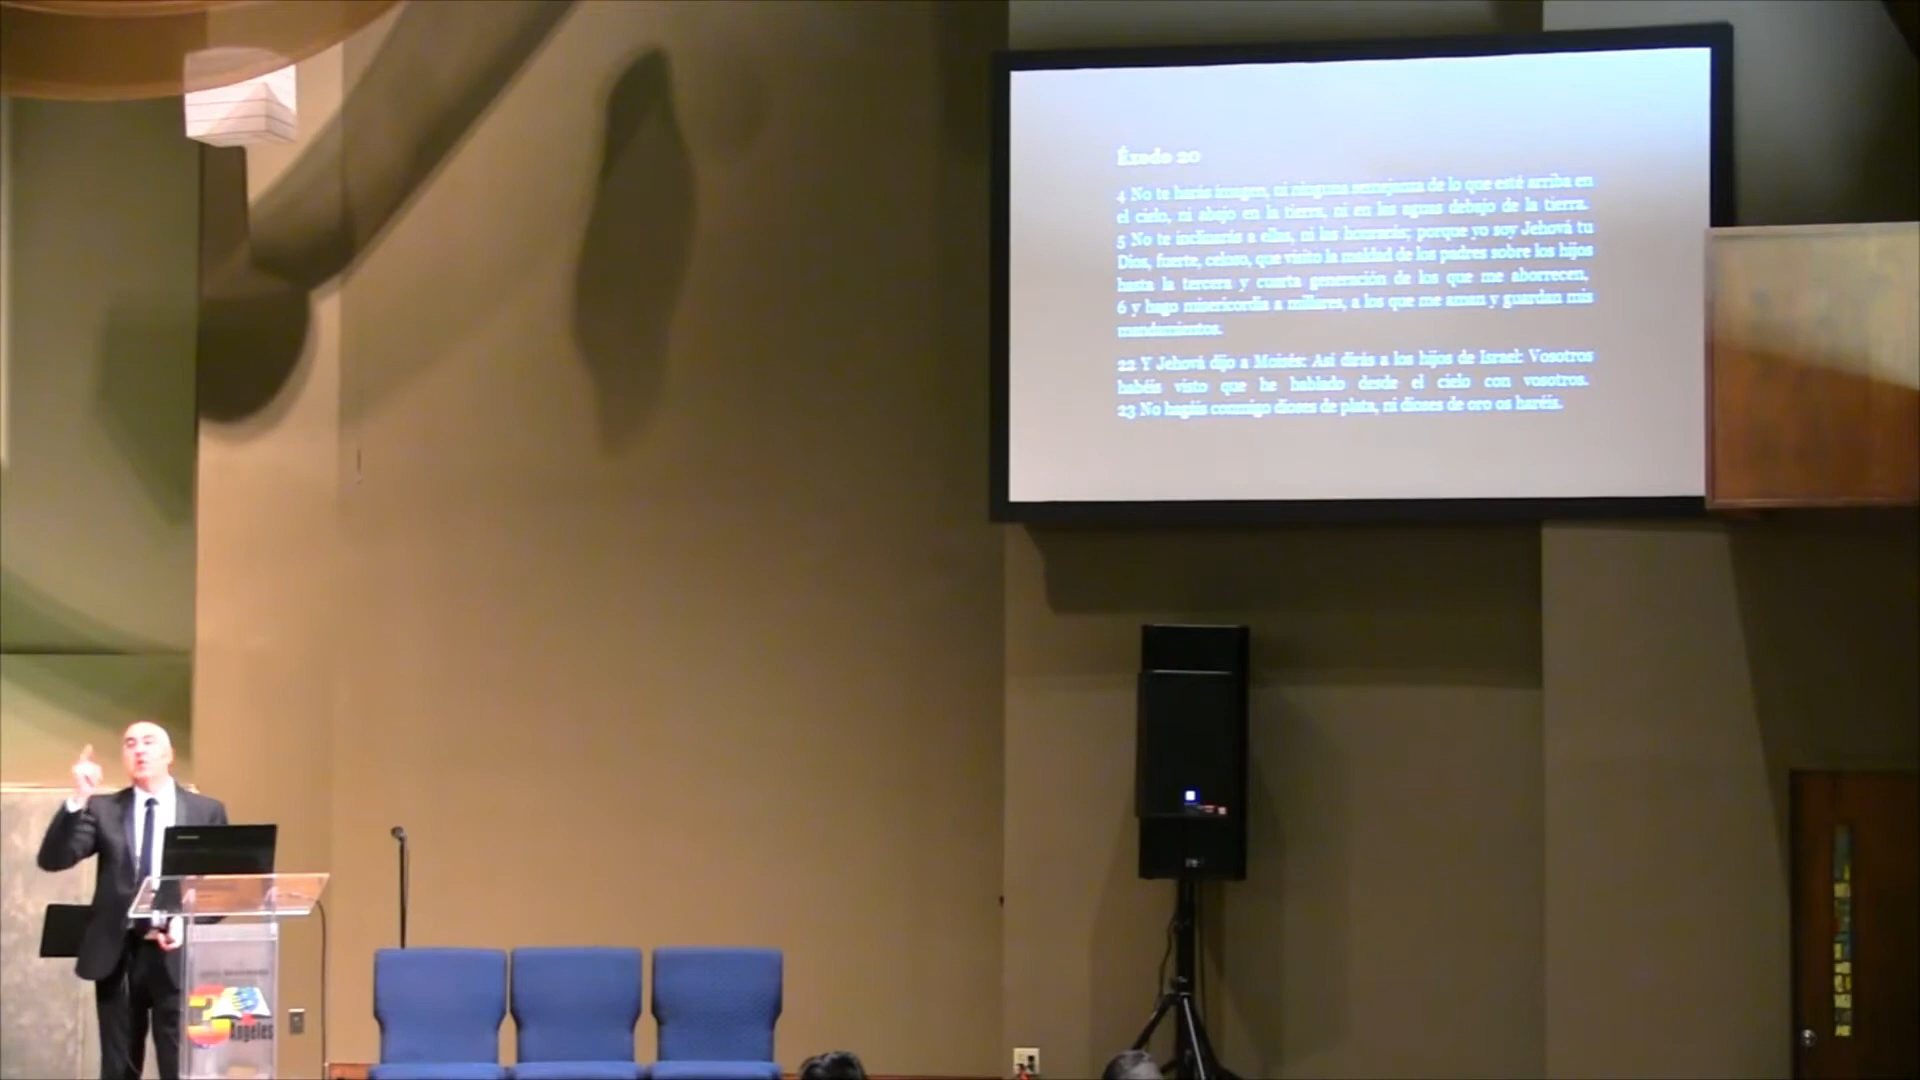 Éxodo 20
4 No te harás imagen, ni ninguna semejanza de lo que esté arriba en
el cielo, ni abajo en la tierra, ni en las aguas debajo de la tierra.
5 No te inclinarás a ellas, ni las honrarás; porque yo soy Jehová tu
Dios, fuerte, celoso, que visito la maldad de los padres sobre los hijos
hasta la tercera y cuarta generación de los que me aborrecen,
6 y hago misericordia a millares, a los que me aman y guardan mis
mandamientos.
22 Y Jehová dijo a Moisés: Así dirás a los hijos de Israel: Vosotros
habéis visto que he hablado desde el cielo con vosotros.
23 No hagáis conmigo dioses de plata, ni dioses de oro os haréis.
3
Angeles